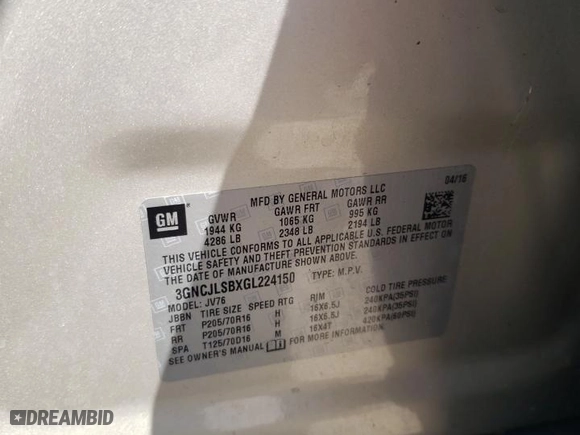 MFD BY GENERAL MOTORS LLC 04/16
GM
GVWR GAWR FRT GAWR RR
1944 KG 1065 KG 995 KG
4286 LB 2348 LB 2194 LB
THIS VEHICLE CONFORMS TO ALL APPLICABLE U.S. FEDERAL MOTOR
VEHICLE SAFETY AND THEFT PREVENTION STANDARDS IN EFFECT ON
THE DATE OF MANUFACTURE SHOWN ABOVE.
3GNCJLSBXGL224150 TYPE: M.P.V.
MODEL: JV76
JBBN TIRE SIZE SPEED RTG RIM COLD TIRE PRESSURE
FRT P205/70R16 H 16X6.5J 240KPA(35PSI)
RR P205/70R16 H 16X6.5J 240KPA(35PSI)
SPA T125/70D16 M 16X4T 420KPA(60PSI)
SEE OWNER'S MANUAL FOR ADDITIONAL INFORMATION.
DREAMBID